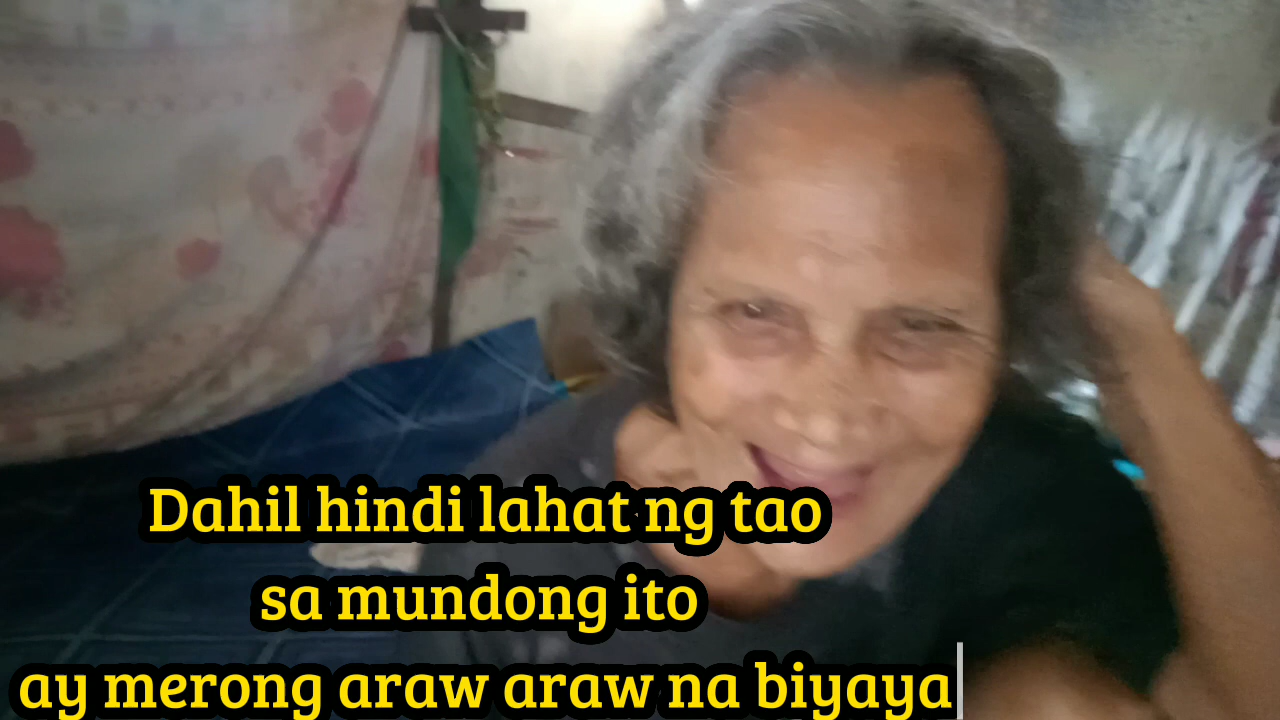 Dahil hindi lahat ng tao
sa mundong ito
ay merong araw araw na biyaya